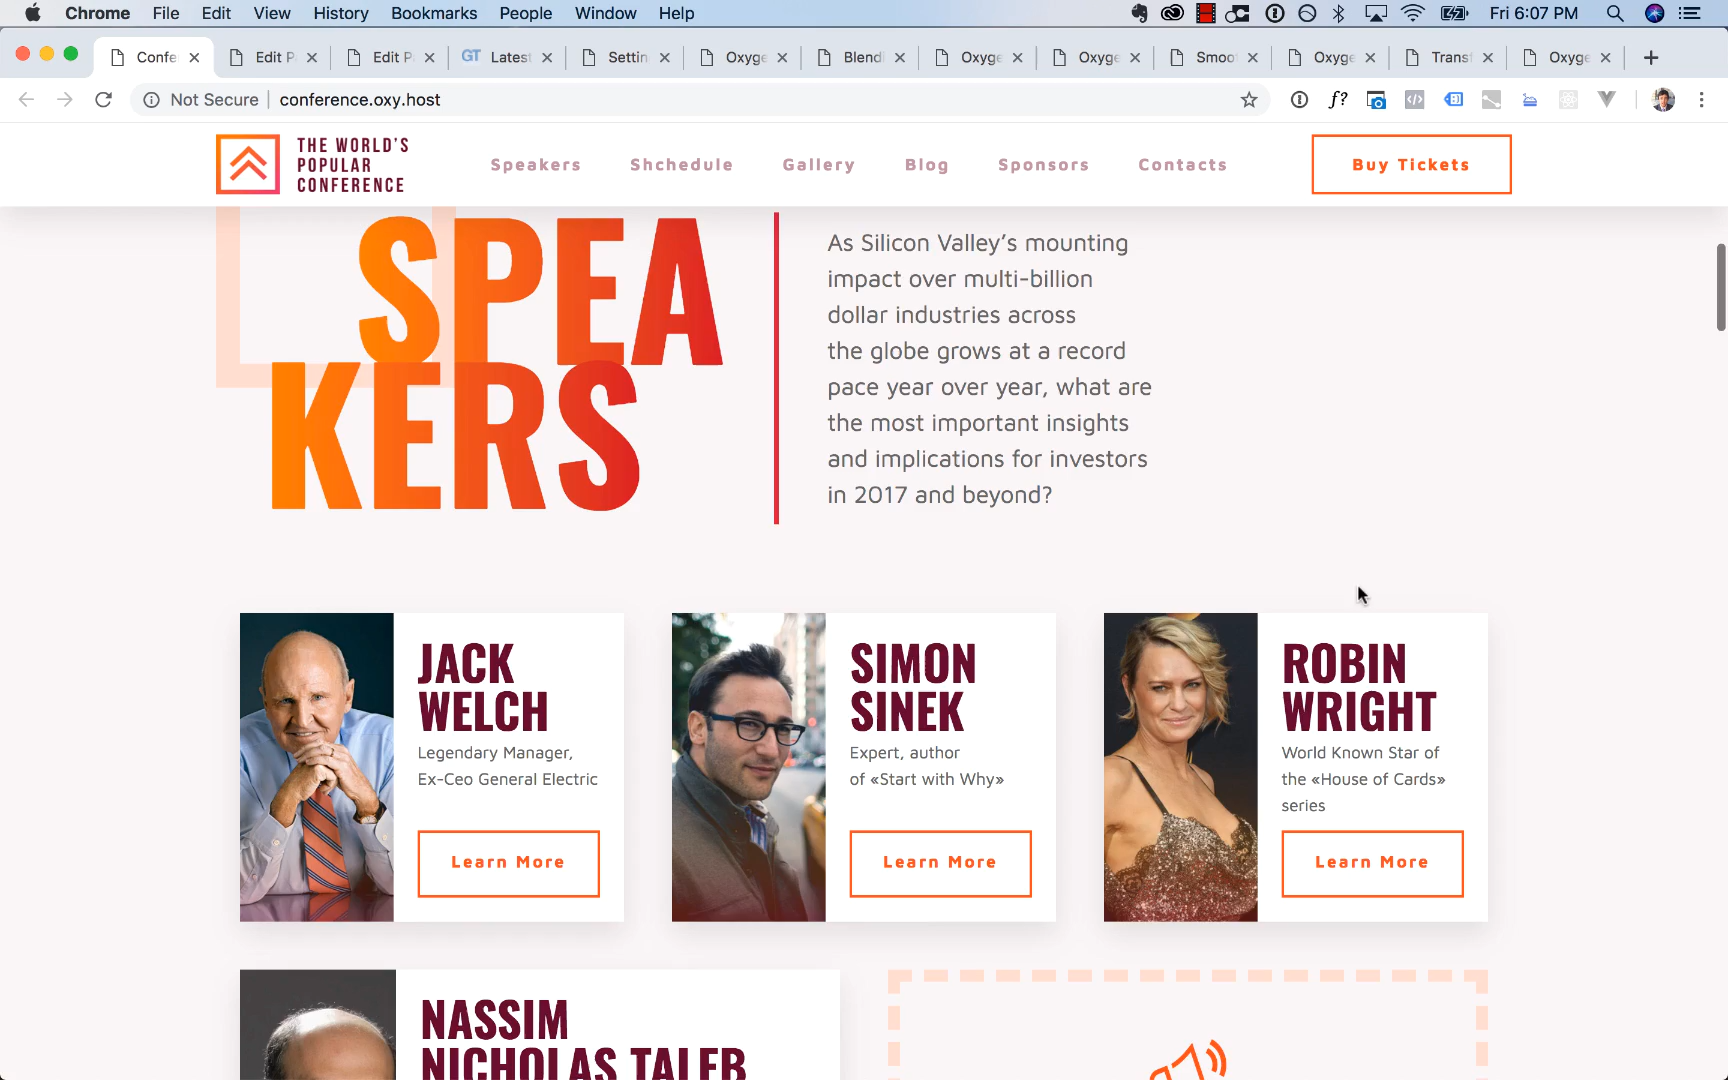 Chrome File Edit View History Bookmarks People Window Help Fri 6:07 PM
Confe Edit P Edit P GT Latest Settin Oxyge Blendi Oxyge Oxyge Smoo Oxyge Transf Oxyge
Not Secure conference.oxy.host f?
THE WORLD'S
POPULAR
CONFERENCE
Speakers Shchedule Gallery Blog Sponsors Contacts Buy Tickets
SPEA
KERS
As Silicon Valley’s mounting
impact over multi-billion
dollar industries across
the globe grows at a record
pace year over year, what are
the most important insights
and implications for investors
in 2017 and beyond?
JACK
WELCH
Legendary Manager,
Ex-Ceo General Electric
Learn More
SIMON
SINEK
Expert, author
of «Start with Why»
Learn More
ROBIN
WRIGHT
World Known Star of
the «House of Cards»
series
Learn More
NASSIM
NICHOLAS TALEB